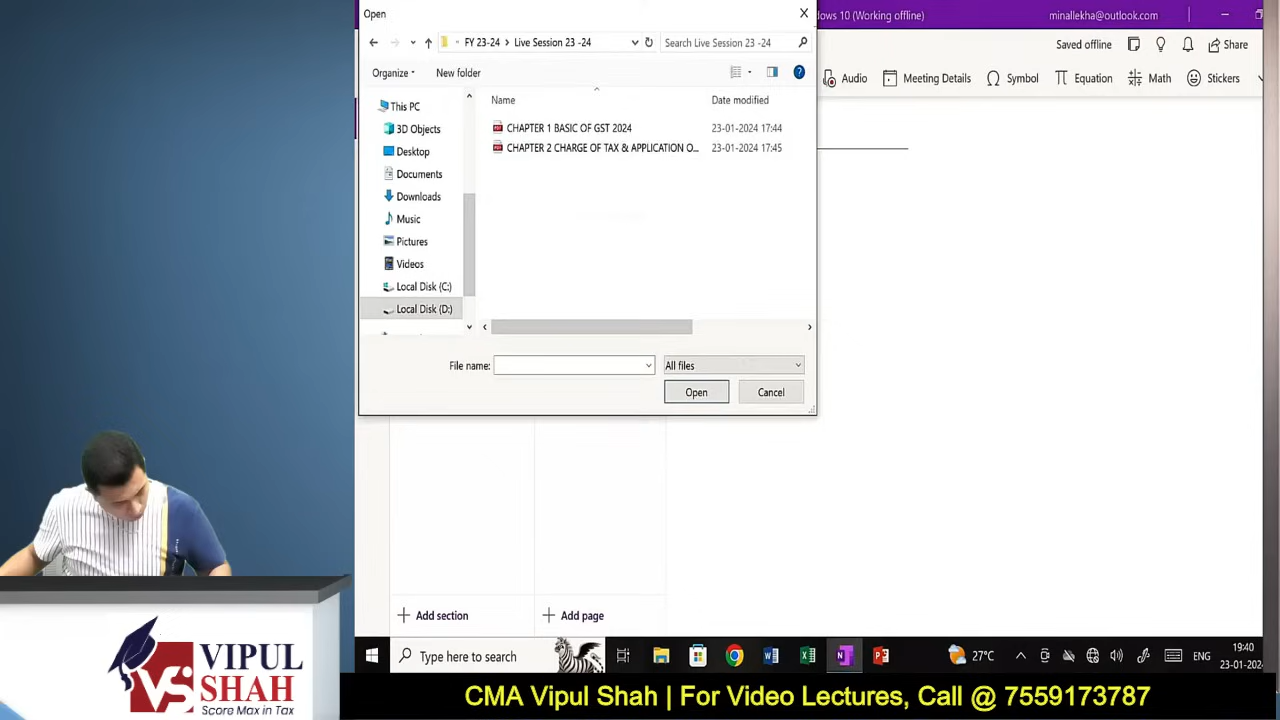 Open
dows 10 (Working offline)
minallekha@outlook.com
FY 23-24 > Live Session 23 -24
Search Live Session 23 -24
Saved offline
Share
Organize
New folder
Audio
Meeting Details
Symbol
Equation
Math
Stickers
Name
Date modified
This PC
3D Objects
Desktop
Documents
Downloads
Music
Pictures
Videos
Local Disk (C:)
Local Disk (D:)
CHAPTER 1 BASIC OF GST 2024
23-01-2024 17:44
CHAPTER 2 CHARGE OF TAX & APPLICATION O...
23-01-2024 17:45
File name:
All files
Open
Cancel
Add section
Add page
Type here to search
27°C
ENG
19:40
23-01-2024
VS
VIPUL
SHAH
Score Max in Tax
CMA Vipul Shah | For Video Lectures, Call @ 7559173787